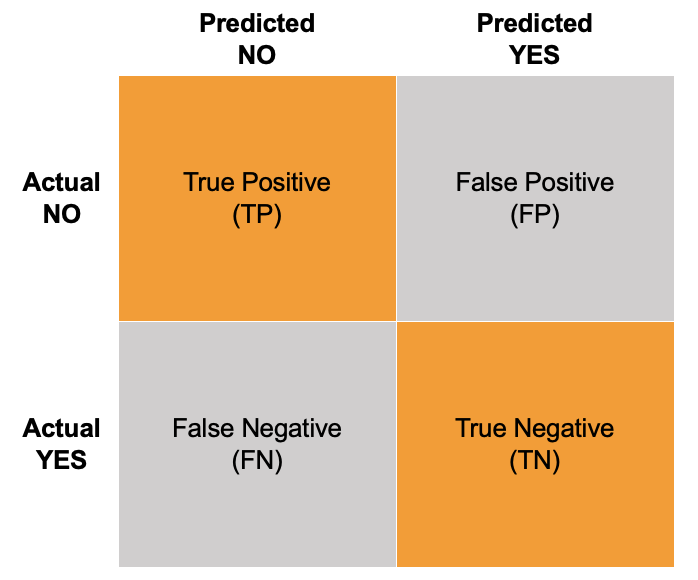 Predicted
NO
Predicted
YES
Actual
NO
True Positive
(TP)
False Positive
(FP)
Actual
YES
False Negative
(FN)
True Negative
(TN)